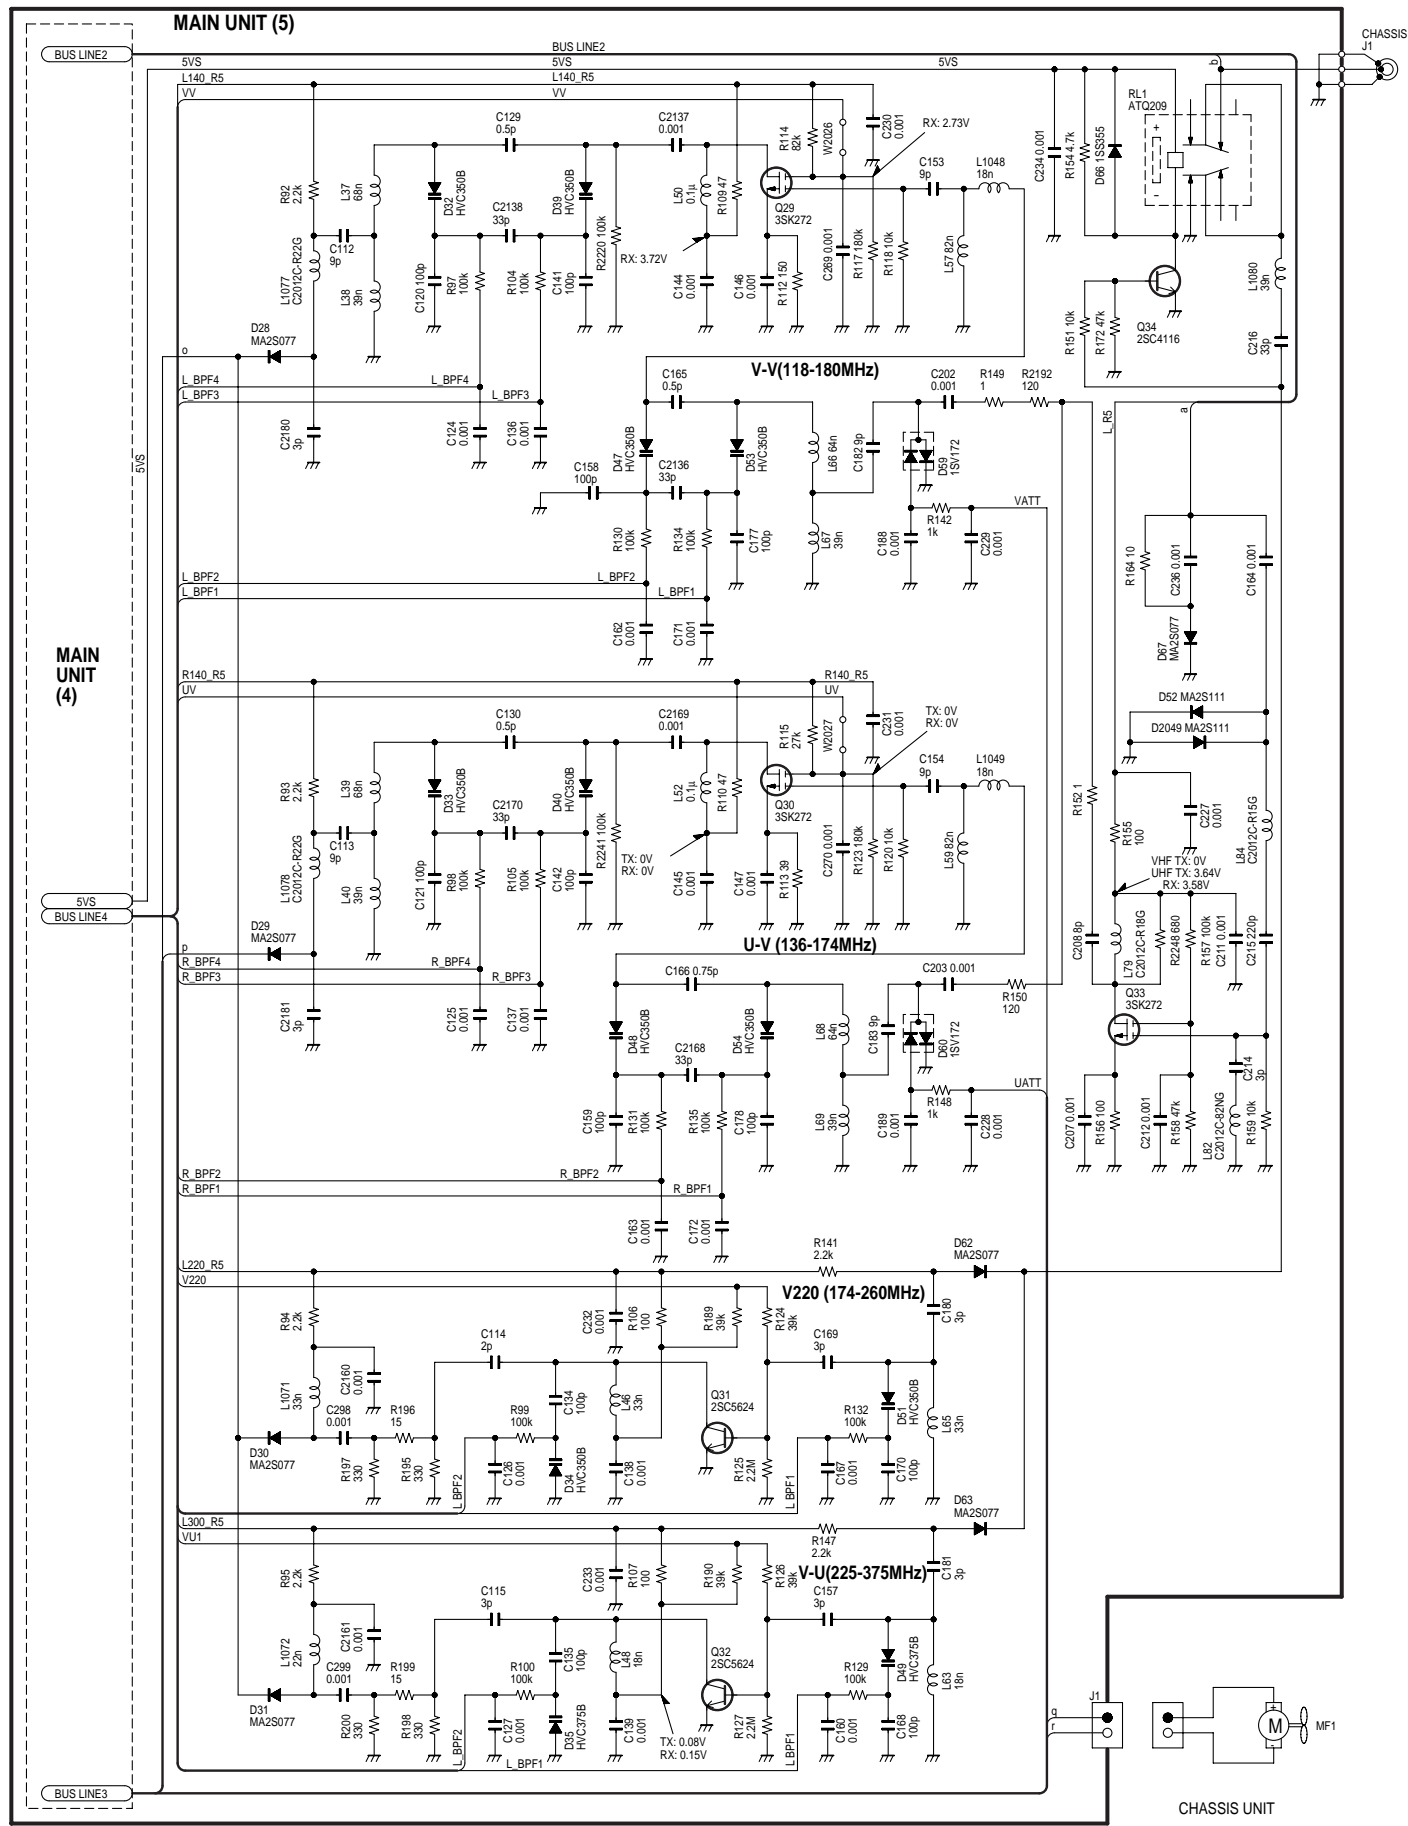 MAIN UNIT (5)
BUS LINE2
BUS LINE2
5VS
5VS
5VS
L140_R5
L140_R5
VV
VV
CHASSIS
J1
b
RL1
ATQ209
+
−
C129
0.5p
C2137
0.001
R114
82k
W2026
C230
0.001
RX: 2.73V
C234 0.001
R154 4.7k
D66 1SS355
R92
2.2k
L37
68n
D32
HVC350B
D39
HVC350B
L50
0.1µ
R109 47
Q29
3SK272
C153
9p
L1048
18n
C2138
33p
R2220 100k
RX: 3.72V
C112
9p
L1077
C2012C-R22G
L38
39n
C120 100p
R97
100k
R104
100k
C141
100p
C144
0.001
C146
0.001
R112 150
C269 0.001
R117 180k
R118 10k
L57 82n
L1080
39n
Q34
2SC4116
R151 10k
R172 47k
C216
33p
D28
MA2S077
o
V-V(118-180MHz)
L_BPF4
L_BPF4
L_BPF3
L_BPF3
C2180
3p
C124
0.001
C136
0.001
C165
0.5p
C202
0.001
R149
1
R2192
120
L_R5
a
5VS
D47
HVC350B
D53
HVC350B
L66 64n
C182 9p
D59
1SV172
C158
100p
C2136
33p
R130
100k
R134
100k
C177
100p
L67
39n
C188
0.001
R142
1k
C229
0.001
VATT
R164 10
C236 0.001
C164 0.001
L_BPF2
L_BPF2
L_BPF1
L_BPF1
C162
0.001
C171
0.001
D67
MA2S077
MAIN
UNIT
(4)
R140_R5
R140_R5
UV
UV
D52 MA2S111
D2049 MA2S111
C130
0.5p
C2169
0.001
R115
27k
W2027
C231
0.001
TX: 0V
RX: 0V
R93
2.2k
L39
68n
D33
HVC350B
D40
HVC350B
L52
0.1µ
R110 47
Q30
3SK272
C154
9p
L1049
18n
R152 1
R155
100
C227
0.001
L84
C2012C-R15G
C2170
33p
R2241 100k
TX: 0V
RX: 0V
C113
9p
L1078
C2012C-R22G
L40
39n
C121 100p
R98
100k
R105
100k
C142
100p
C145
0.001
C147
0.001
R113 39
C270 0.001
R123 180k
R120 10k
L59 82n
VHF TX: 0V
UHF TX: 3.64V
RX: 3.58V
5VS
BUS LINE4
D29
MA2S077
p
U-V (136-174MHz)
C208 8p
L79
C2012C-R18G
R2248 680
R157 100k
C211 0.001
C215 220p
R_BPF4
R_BPF4
R_BPF3
R_BPF3
C2181
3p
C125
0.001
C137
0.001
C166 0.75p
C203 0.001
R150
120
Q33
3SK272
D48
HVC350B
D54
HVC350B
L68
64n
C183 9p
D60
1SV172
C2168
33p
C159
100p
R131
100k
R135
100k
C178
100p
L69
39n
C189
0.001
R148
1k
C228
0.001
UATT
C214
3p
C207 0.001
R156 100
C212 0.001
R158 47k
L82
C2012C-82NG
R159 10k
R_BPF2
R_BPF2
R_BPF1
R_BPF1
C163
0.001
C172
0.001
L220_R5
V220
R141
2.2k
D62
MA2S077
V220 (174-260MHz)
R94
2.2k
C232
0.001
R106
100
R189
39k
R124
39k
C180
3p
C114
2p
C169
3p
L1071
33n
C2160
0.001
C298
0.001
R196
15
R99
100k
C134
100p
L46
33n
Q31
2SC5624
R132
100k
D51
HVC350B
L65
33n
D30
MA2S077
R197
330
R195
330
L_BPF2
C126
0.001
D34
HVC350B
C138
0.001
R125
2.2M
L BPF1
C167
0.001
C170
100p
L300_R5
VU1
R147
2.2k
D63
MA2S077
V-U(225-375MHz)
R95
2.2k
C233
0.001
R107
100
R190
39k
R126
39k
C181
3p
C115
3p
C157
3p
L1072
22n
C2161
0.001
C299
0.001
R199
15
R100
100k
C135
100p
L48
18n
Q32
2SC5624
R129
100k
D49
HVC375B
L63
18n
D31
MA2S077
R200
330
R198
330
L_BPF2
C127
0.001
D35
HVC375B
C139
0.001
TX: 0.08V
RX: 0.15V
R127
2.2M
L BPF1
C160
0.001
C168
100p
L_BPF1
q
r
J1
+
M
-
MF1
BUS LINE3
CHASSIS UNIT